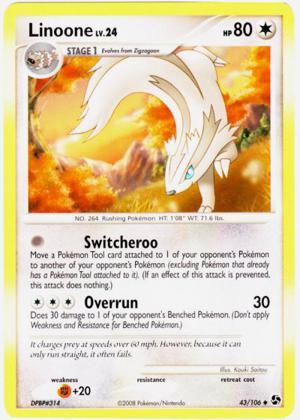 Linoone LV.24
HP 80
STAGE 1 Evolves from Zigzagoon
NO. 264 Rushing Pokémon HT: 1'08" WT: 71.6 lbs.
Switcheroo
Move a Pokémon Tool card attached to 1 of your opponent's Pokémon
to another of your opponent's Pokémon (excluding Pokémon that already
has a Pokémon Tool attached to it). (If an effect of this attack is prevented,
this attack does nothing.)
Overrun 30
Does 30 damage to 1 of your opponent's Benched Pokémon. (Don't apply
Weakness and Resistance for Benched Pokémon.)
Illus. Kouki Saitou
It charges prey at speeds over 60 mph. However, because it can
only run straight, it often fails.
weakness resistance retreat cost
+20
DPBP#314
©2008 Pokémon/Nintendo
43/106